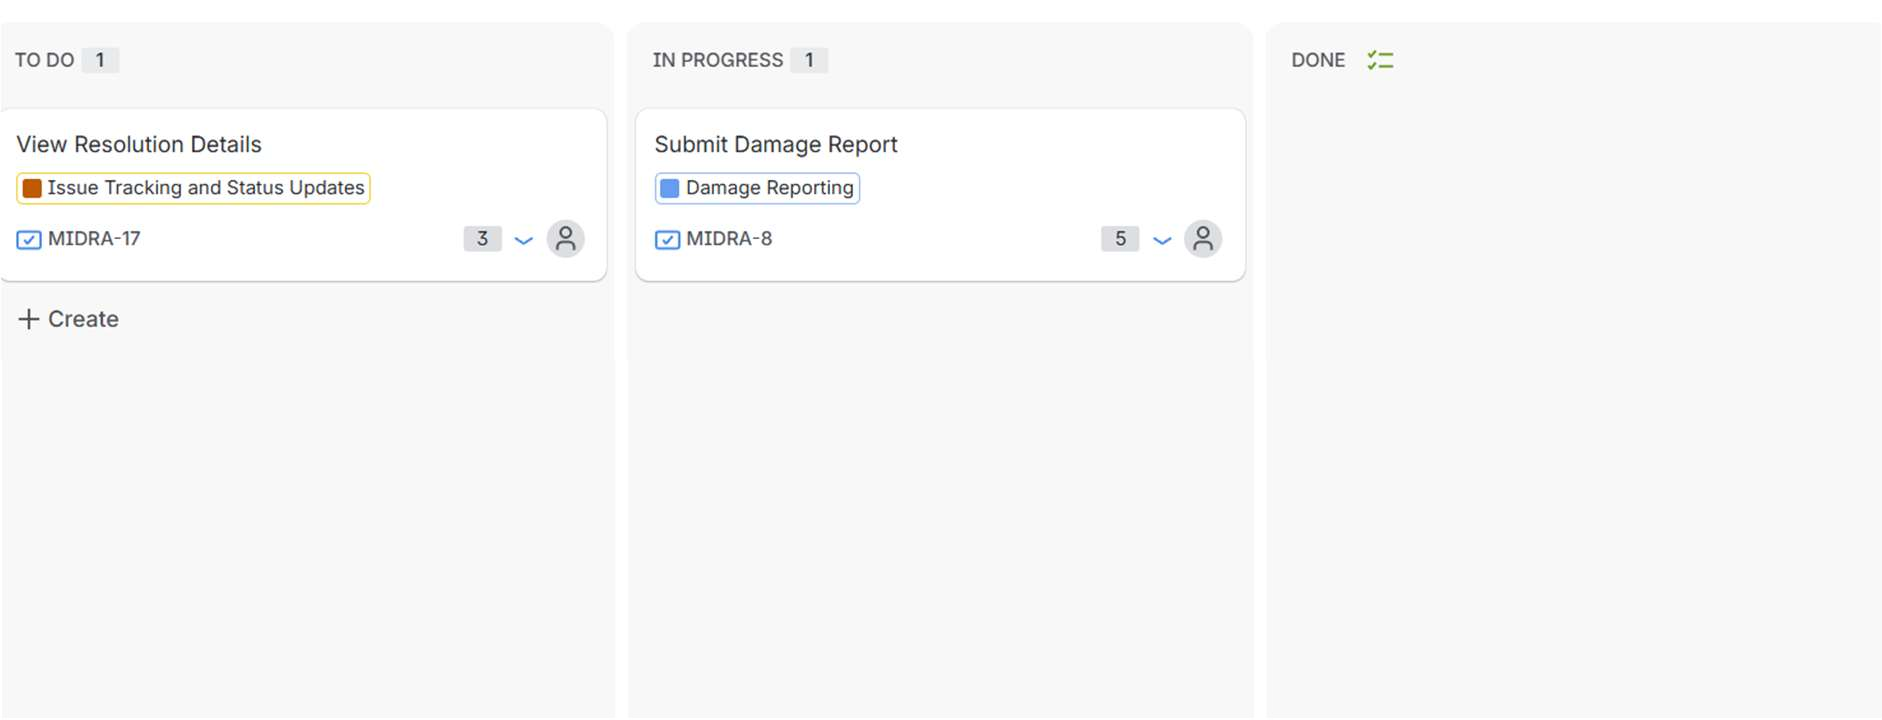 TO DO 1
View Resolution Details
Issue Tracking and Status Updates
MIDRA-17 3
Create
IN PROGRESS 1
Submit Damage Report
Damage Reporting
MIDRA-8 5
DONE